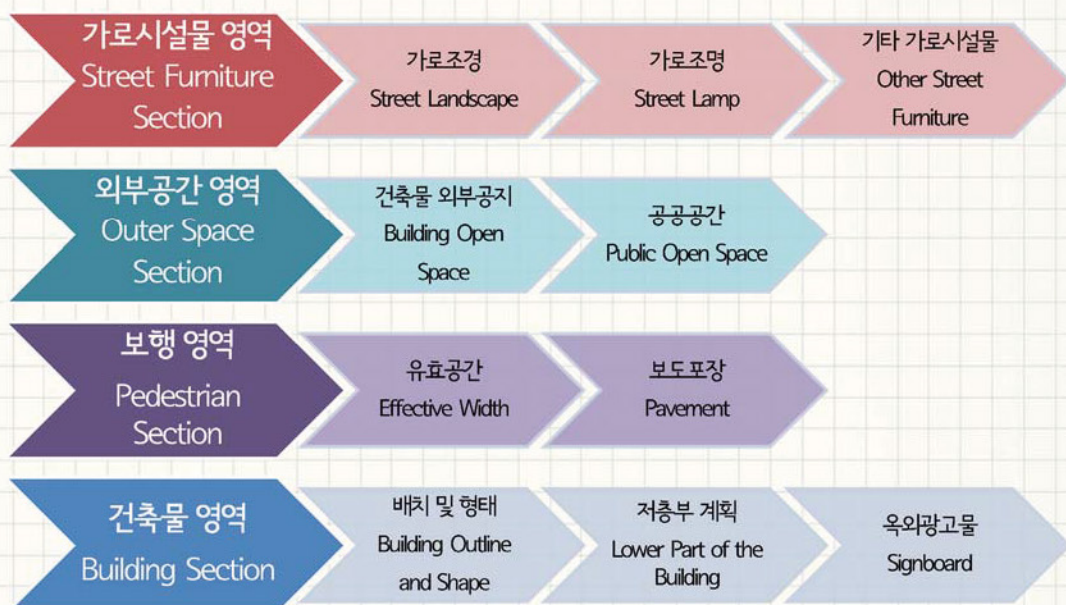 가로시설물 영역
Street Furniture
Section
가로조경
Street Landscape
가로조명
Street Lamp
기타 가로시설물
Other Street
Furniture
외부공간 영역
Outer Space
Section
건축물 외부공지
Building Open
Space
공공공간
Public Open Space
보행 영역
Pedestrian
Section
유효공간
Effective Width
보도포장
Pavement
건축물 영역
Building Section
배치 및 형태
Building Outline
and Shape
저층부 계획
Lower Part of the
Building
옥외광고물
Signboard